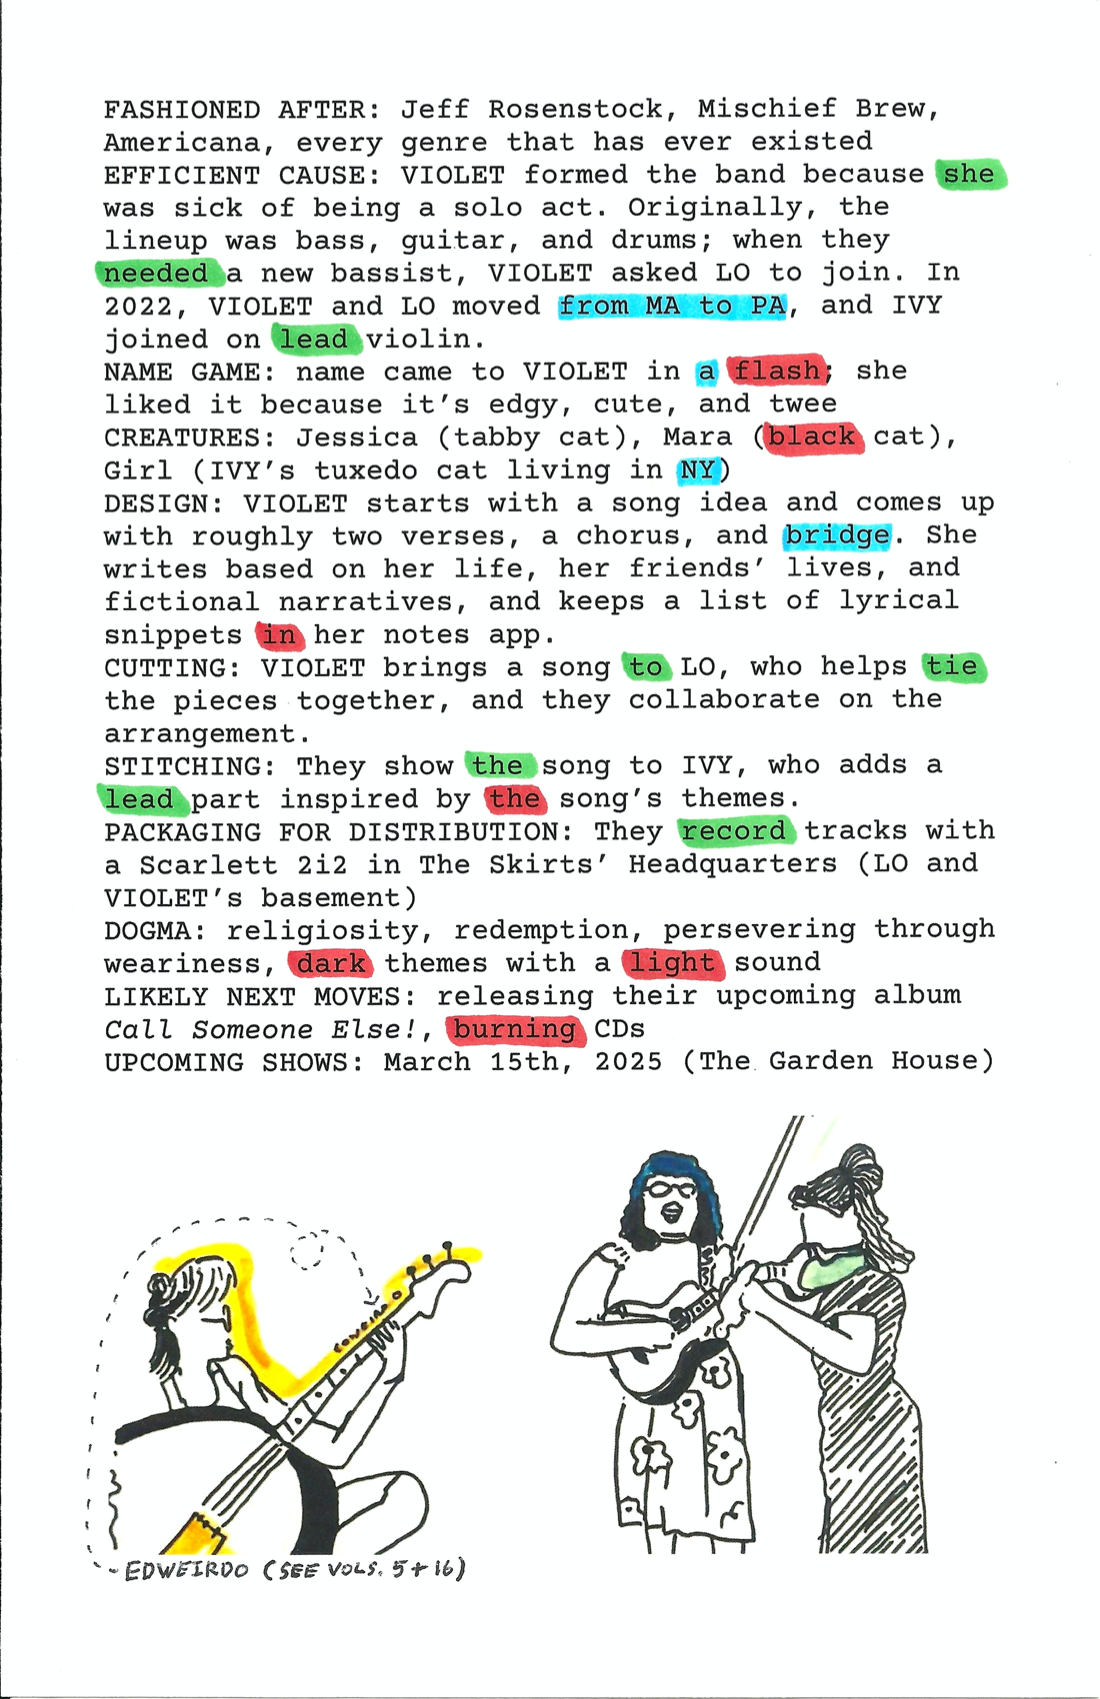 FASHIONED AFTER: Jeff Rosenstock, Mischief Brew,
Americana, every genre that has ever existed
EFFICIENT CAUSE: VIOLET formed the band because she
was sick of being a solo act. Originally, the
lineup was bass, guitar, and drums; when they
needed a new bassist, VIOLET asked LO to join. In
2022, VIOLET and LO moved from MA to PA, and IVY
joined on lead violin.
NAME GAME: name came to VIOLET in a flash; she
liked it because it's edgy, cute, and twee
CREATURES: Jessica (tabby cat), Mara (black cat),
Girl (IVY's tuxedo cat living in NY)
DESIGN: VIOLET starts with a song idea and comes up
with roughly two verses, a chorus, and bridge. She
writes based on her life, her friends' lives, and
fictional narratives, and keeps a list of lyrical
snippets in her notes app.
CUTTING: VIOLET brings a song to LO, who helps tie
the pieces together, and they collaborate on the
arrangement.
STITCHING: They show the song to IVY, who adds a
lead part inspired by the song's themes.
PACKAGING FOR DISTRIBUTION: They record tracks with
a Scarlett 2i2 in The Skirts' Headquarters (LO and
VIOLET's basement)
DOGMA: religiosity, redemption, persevering through
weariness, dark themes with a light sound
LIKELY NEXT MOVES: releasing their upcoming album
Call Someone Else!, burning CDs
UPCOMING SHOWS: March 15th, 2025 (The Garden House)
EDWEIRDO (SEE VOLS. 5+16)